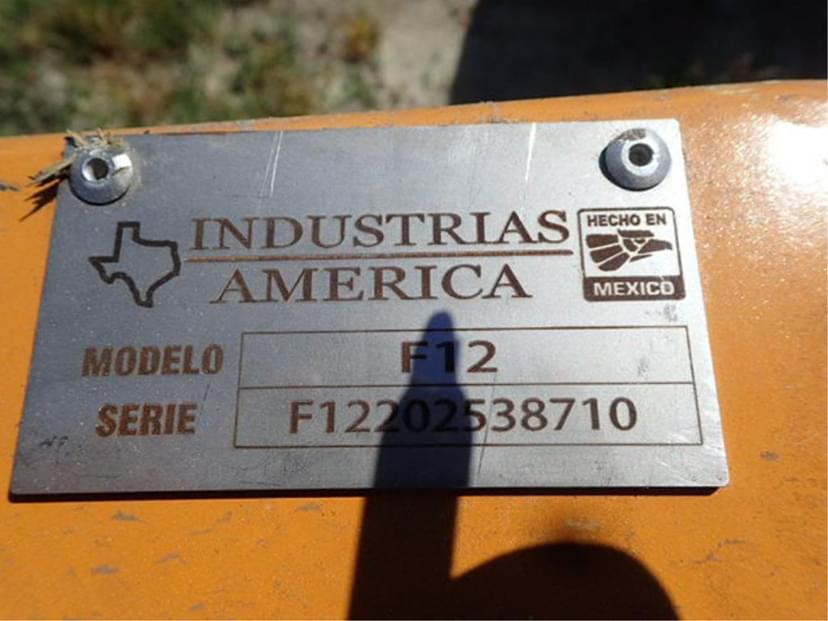 INDUSTRIAS
AMERICA
HECHO EN
MEXICO
MODELO F12
SERIE F12202538710